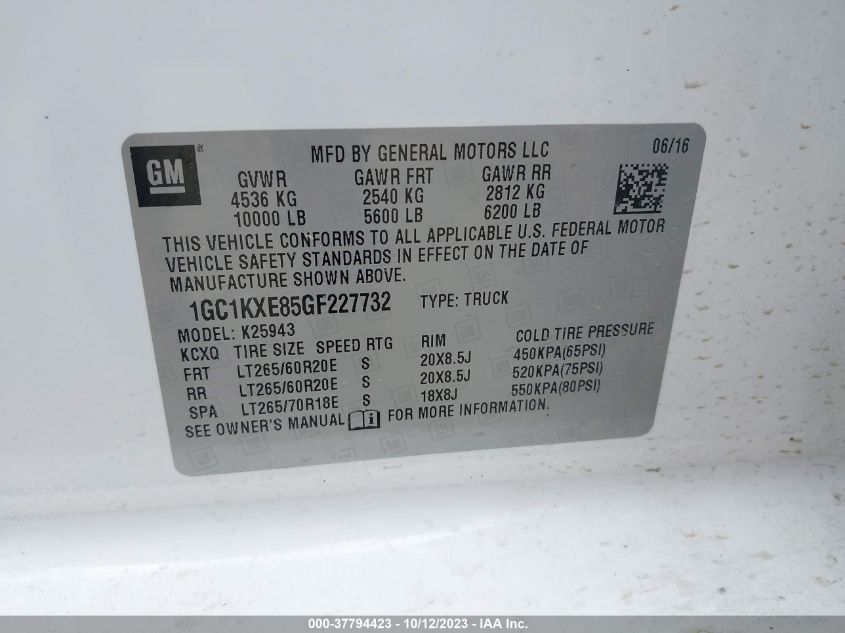 GM ®
MFD BY GENERAL MOTORS LLC 06/16
GVWR GAWR FRT GAWR RR
4536 KG 2540 KG 2812 KG
10000 LB 5600 LB 6200 LB
THIS VEHICLE CONFORMS TO ALL APPLICABLE U.S. FEDERAL MOTOR
VEHICLE SAFETY STANDARDS IN EFFECT ON THE DATE OF
MANUFACTURE SHOWN ABOVE.
1GC1KXE85GF227732 TYPE: TRUCK
MODEL: K25943
KCXQ TIRE SIZE SPEED RTG RIM COLD TIRE PRESSURE
FRT LT265/60R20E S 20X8.5J 450KPA(65PSI)
RR LT265/60R20E S 20X8.5J 520KPA(75PSI)
SPA LT265/70R18E S 18X8J 550KPA(80PSI)
SEE OWNER'S MANUAL FOR MORE INFORMATION.
000-37794423 - 10/12/2023 - IAA Inc.